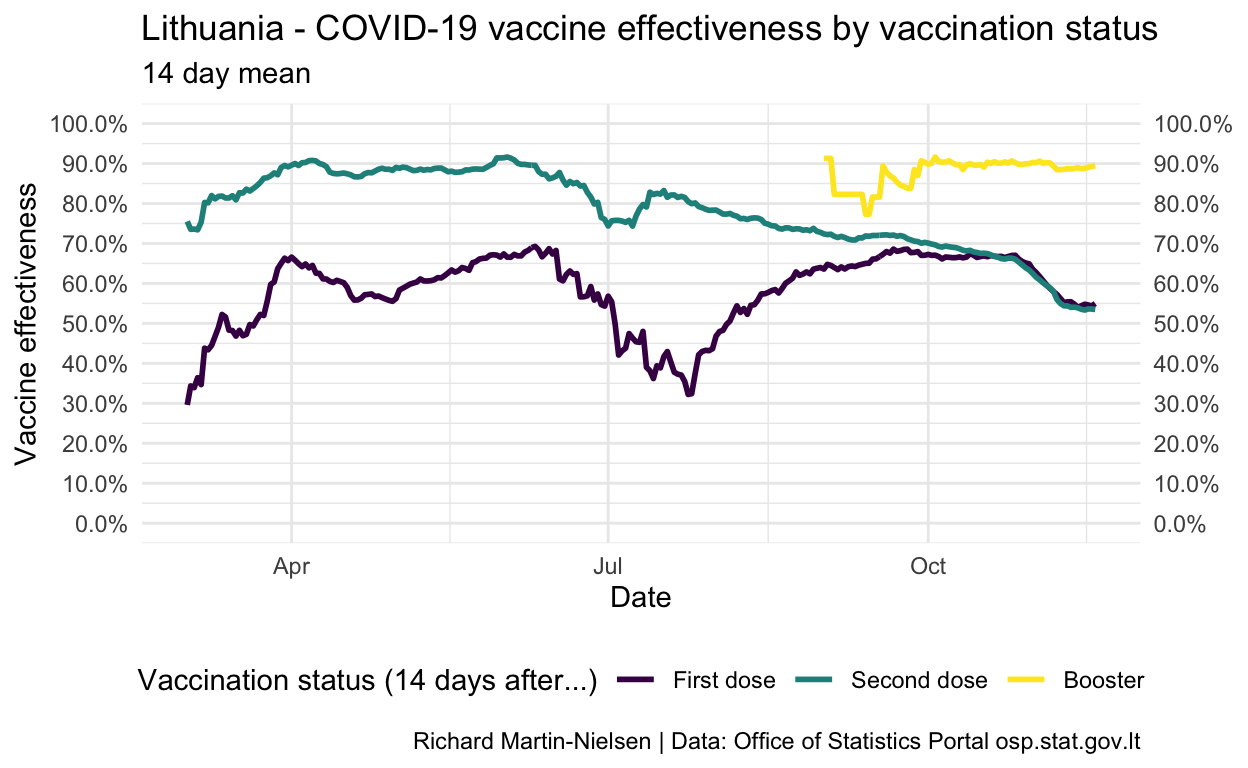 Lithuania - COVID-19 vaccine effectiveness by vaccination status
14 day mean
Vaccine effectiveness
100.0% 100.0%
90.0% 90.0%
80.0% 80.0%
70.0% 70.0%
60.0% 60.0%
50.0% 50.0%
40.0% 40.0%
30.0% 30.0%
20.0% 20.0%
10.0% 10.0%
0.0% 0.0%
Apr Jul Oct
Date
Vaccination status (14 days after...) First dose Second dose Booster
Richard Martin-Nielsen | Data: Office of Statistics Portal osp.stat.gov.lt